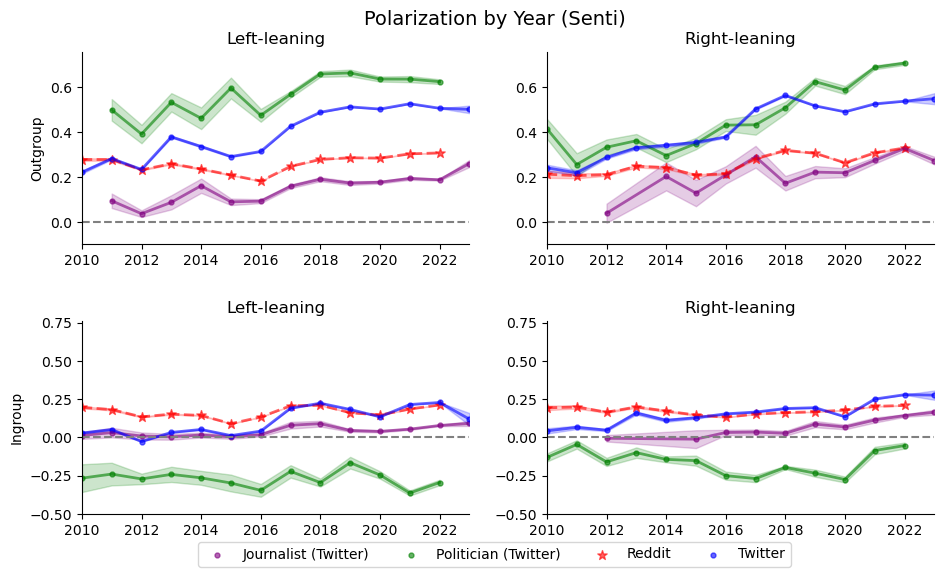 Polarization by Year (Senti)
Left-leaning
Right-leaning
Outgroup
0.6
0.4
0.2
0.0
2010 2012 2014 2016 2018 2020 2022
0.6
0.4
0.2
0.0
2010 2012 2014 2016 2018 2020 2022
Left-leaning
Right-leaning
Ingroup
0.75
0.50
0.25
0.00
−0.25
−0.50
2010 2012 2014 2016 2018 2020 2022
0.75
0.50
0.25
0.00
−0.25
−0.50
2010 2012 2014 2016 2018 2020 2022
Journalist (Twitter) Politician (Twitter) Reddit Twitter